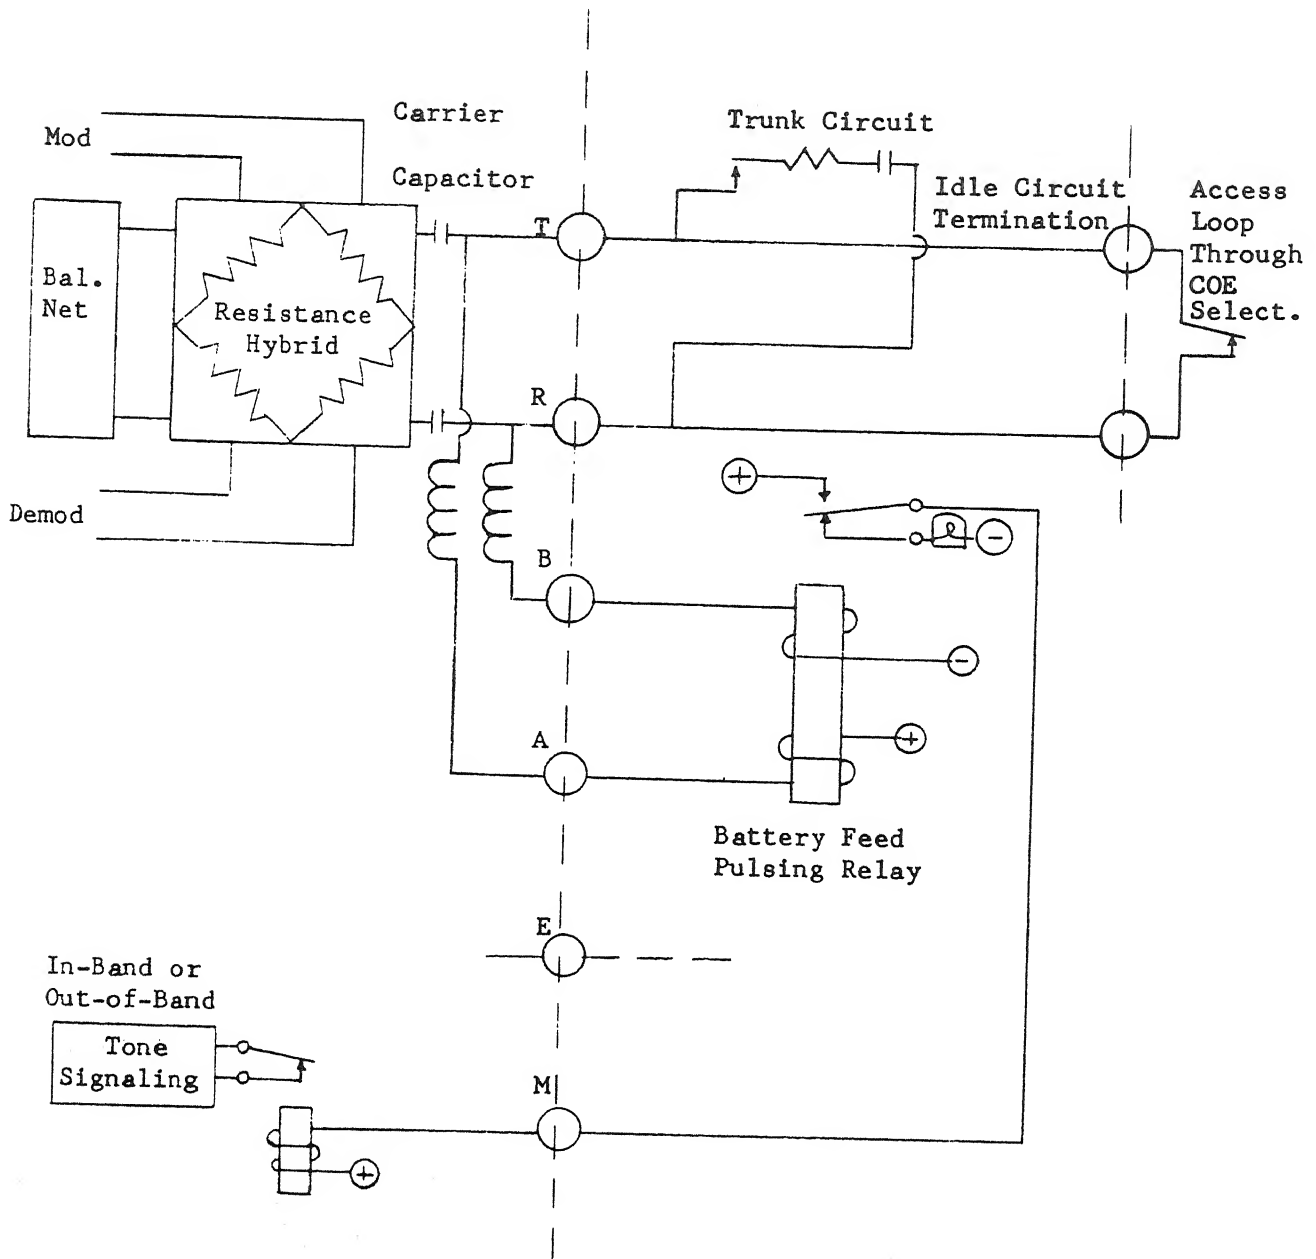 Carrier
Trunk Circuit
Mod
Capacitor
Idle Circuit
Termination
Access
Loop
Through
COE
Select.
T
Bal.
Net
Resistance
Hybrid
R
+
Demod
-
B
-
+
A
Battery Feed
Pulsing Relay
E
In-Band or
Out-of-Band
Tone
Signaling
M
+